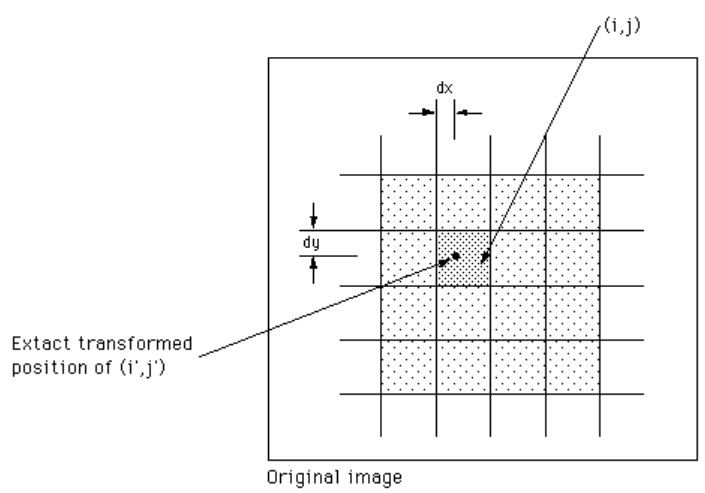 (i,j)
dx
dy
Extact transformed
position of (i',j')
Original image